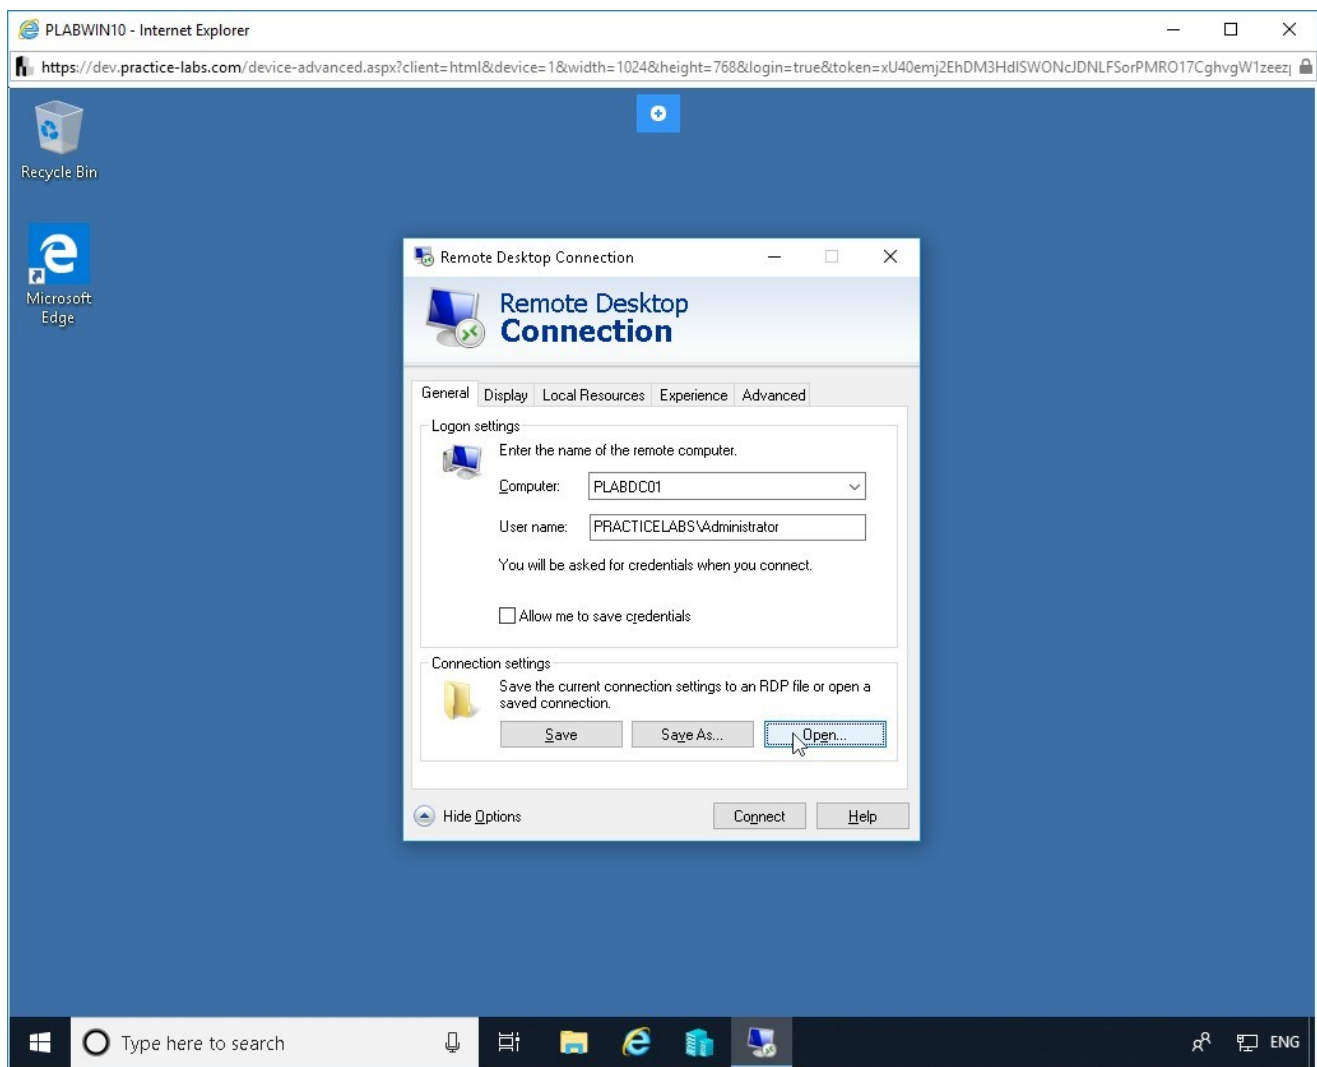 PLABWIN10 - Internet Explorer
https://dev.practice-labs.com/device-advanced.aspx?client=html&device=1&width=1024&height=768&login=true&token=xU40emj2EhDM3HdISWONcJDNLFSorPMRO17CghvgW1zeezp
Recycle Bin
Microsoft
Edge
Remote Desktop Connection
Remote Desktop
Connection
General Display Local Resources Experience Advanced
Logon settings
Enter the name of the remote computer.
Computer: PLABDC01
User name: PRACTICELABS\Administrator
You will be asked for credentials when you connect.
Allow me to save credentials
Connection settings
Save the current connection settings to an RDP file or open a
saved connection.
Save Save As... Open...
Hide Options Connect Help
Type here to search ENG